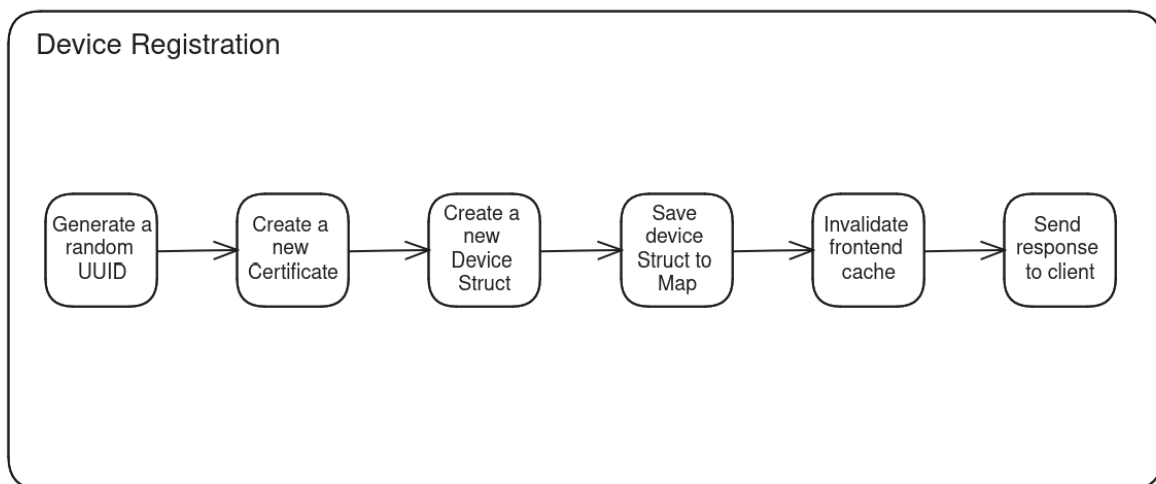 Device Registration
Generate a
random
UUID
Create a
new
Certificate
Create a
new
Device
Struct
Save
device
Struct to
Map
Invalidate
frontend
cache
Send
response
to client